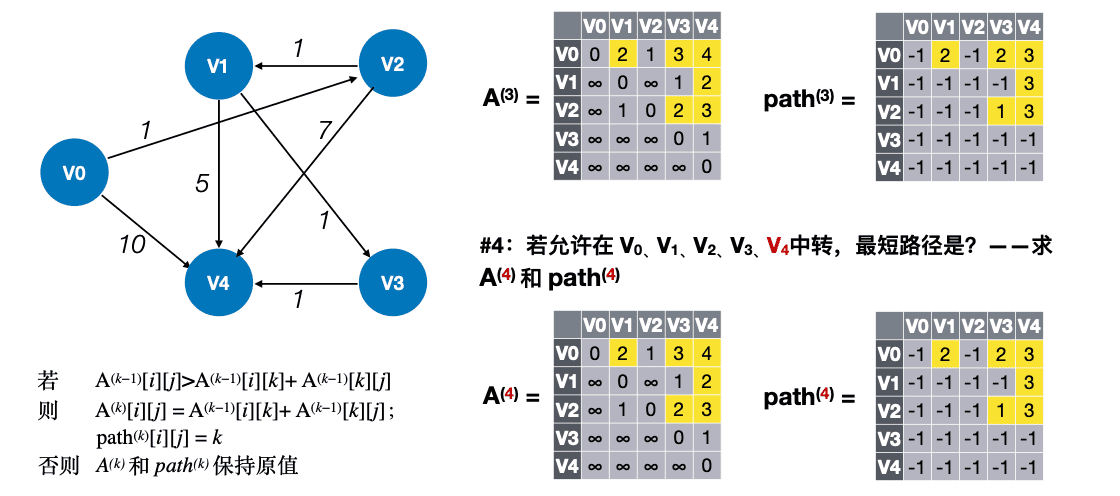 V0
V1
V2
V3
V4
1
1
10
5
7
1
1
若 A(k−1)[i][j]>A(k−1)[i][k]+ A(k−1)[k][j]
则 A(k)[i][j] = A(k−1)[i][k]+ A(k−1)[k][j] ;
path(k)[i][j] = k
否则 A(k) 和 path(k) 保持原值
A(3) =
V0 V1 V2 V3 V4
V0 0 2 1 3 4
V1 ∞ 0 ∞ 1 2
V2 ∞ 1 0 2 3
V3 ∞ ∞ ∞ 0 1
V4 ∞ ∞ ∞ ∞ 0
path(3) =
V0 V1 V2 V3 V4
V0 -1 2 -1 2 3
V1 -1 -1 -1 -1 3
V2 -1 -1 -1 1 3
V3 -1 -1 -1 -1 -1
V4 -1 -1 -1 -1 -1
#4：若允许在 V0、V1、V2、V3、V4中转，最短路径是？——求
A(4) 和 path(4)
A(4) =
V0 V1 V2 V3 V4
V0 0 2 1 3 4
V1 ∞ 0 ∞ 1 2
V2 ∞ 1 0 2 3
V3 ∞ ∞ ∞ 0 1
V4 ∞ ∞ ∞ ∞ 0
path(4) =
V0 V1 V2 V3 V4
V0 -1 2 -1 2 3
V1 -1 -1 -1 -1 3
V2 -1 -1 -1 1 3
V3 -1 -1 -1 -1 -1
V4 -1 -1 -1 -1 -1